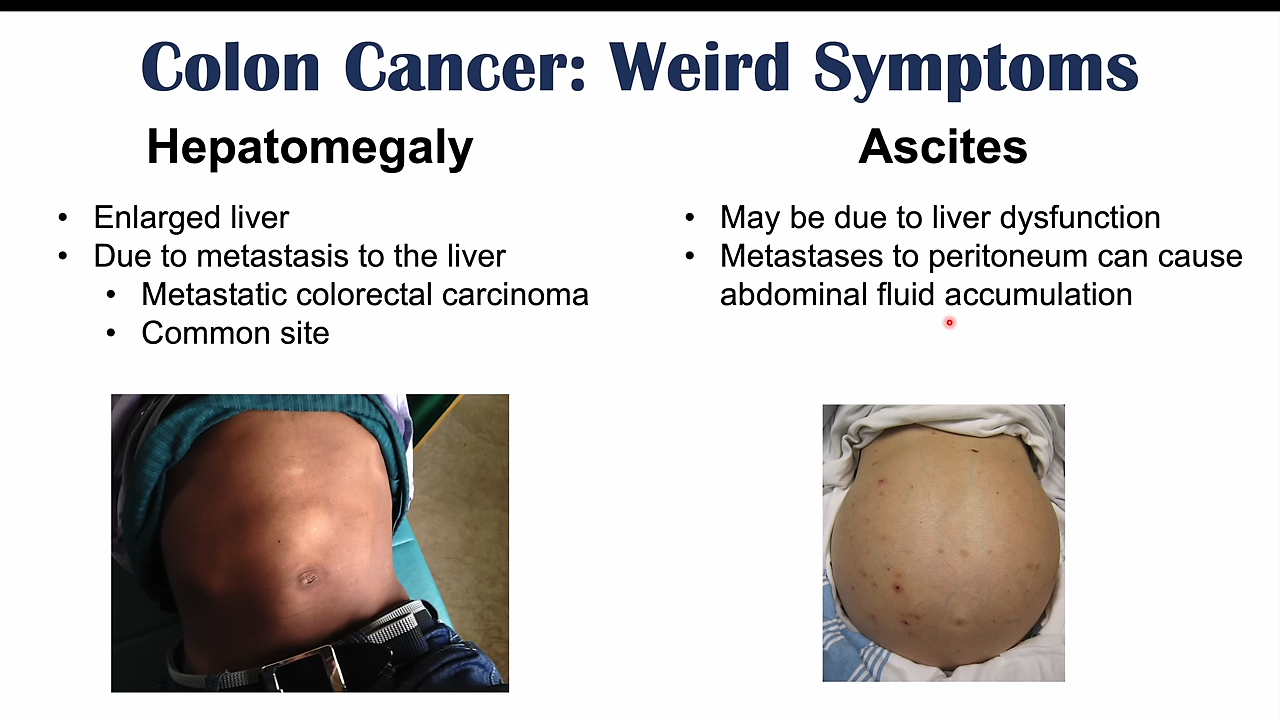 Colon Cancer: Weird Symptoms
Hepatomegaly
• Enlarged liver
• Due to metastasis to the liver
• Metastatic colorectal carcinoma
• Common site
Ascites
• May be due to liver dysfunction
• Metastases to peritoneum can cause
abdominal fluid accumulation